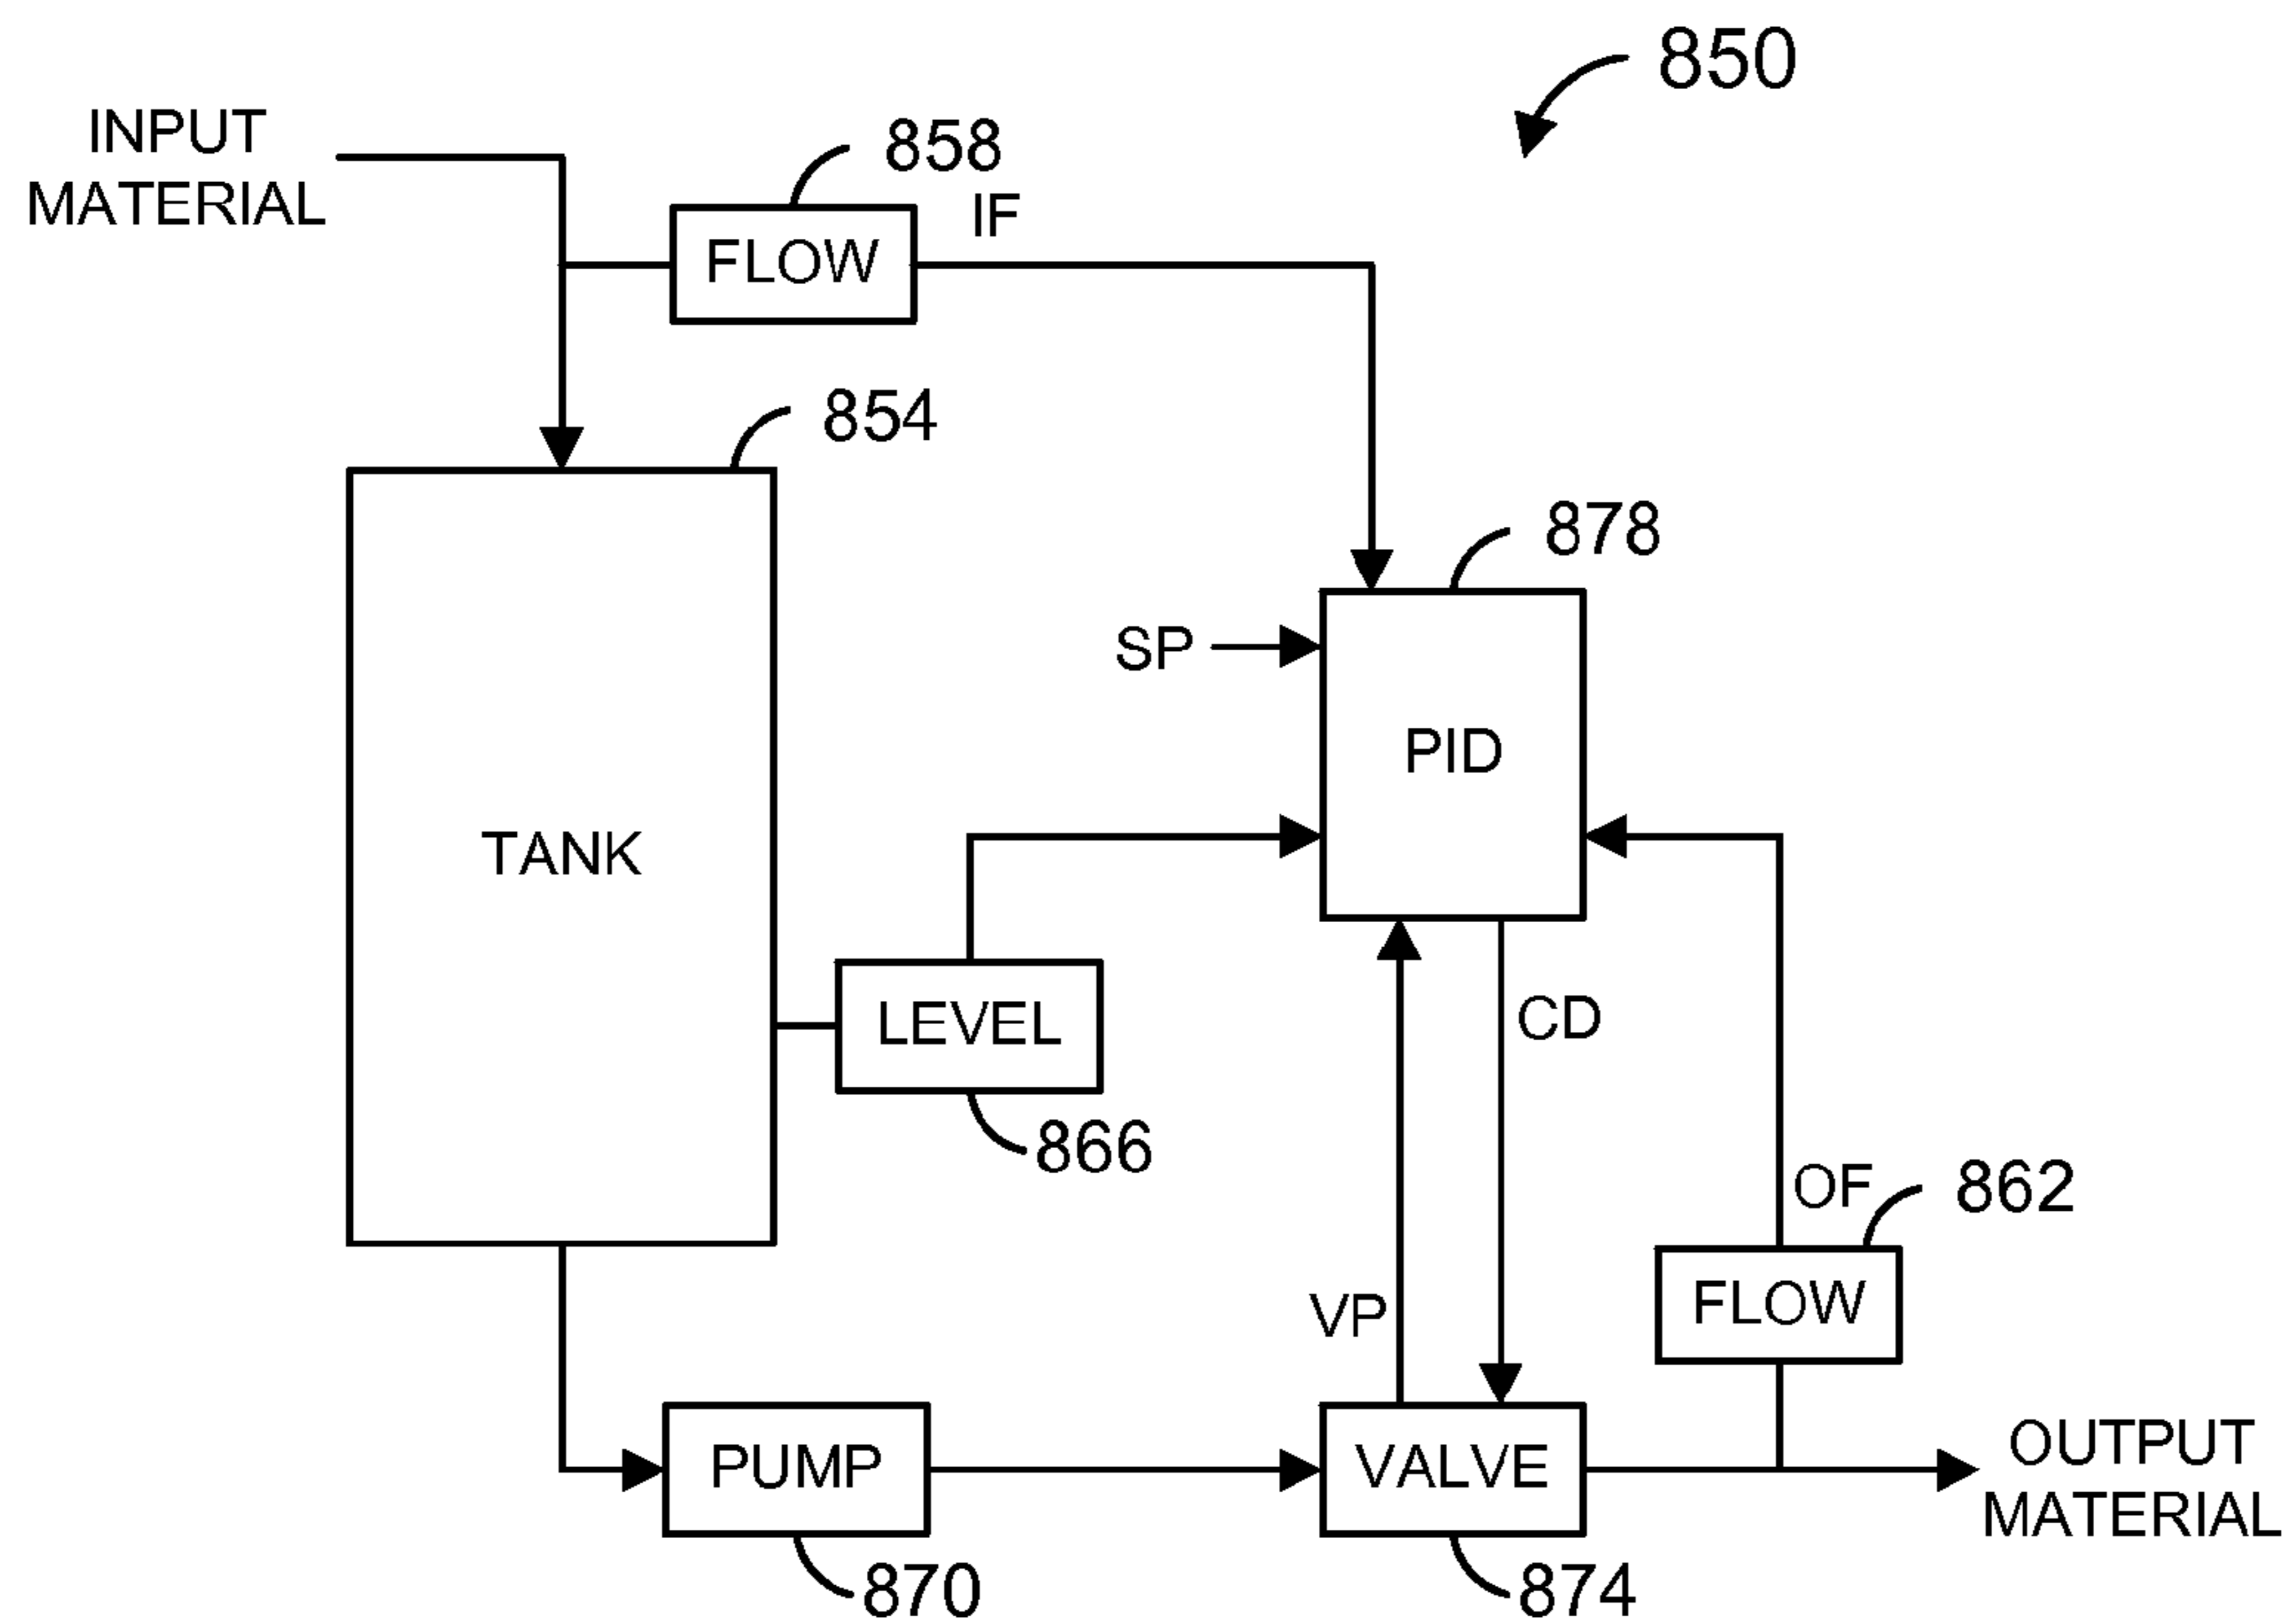 850
INPUT
MATERIAL
858
IF
FLOW
854
878
SP
PID
TANK
LEVEL
CD
866
OF
862
VP
FLOW
PUMP
VALVE
OUTPUT
MATERIAL
870
874